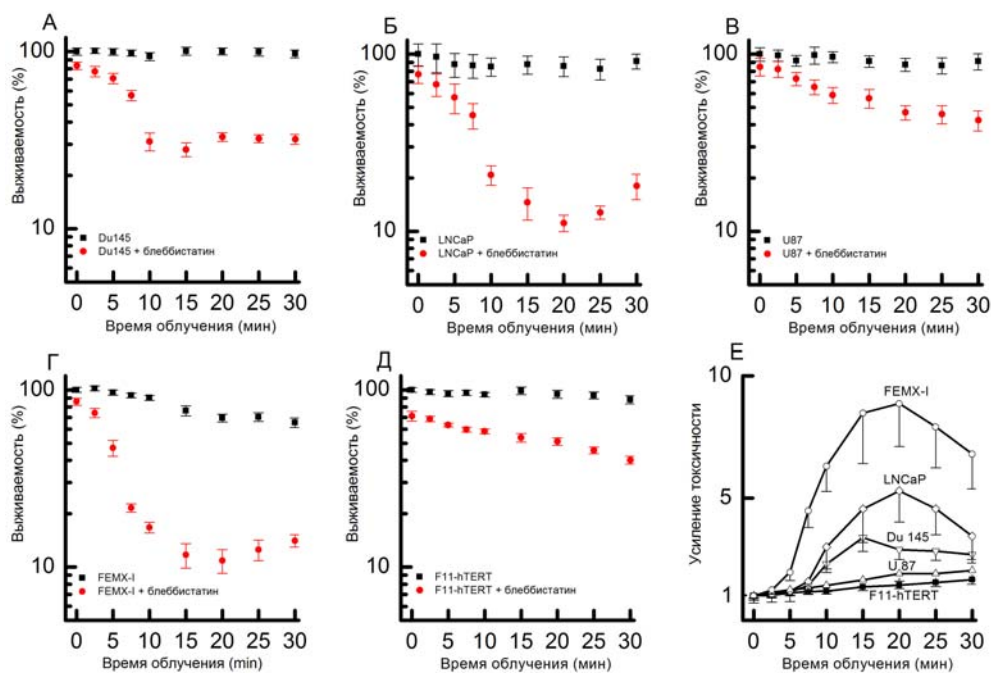 А
100
10
Выживаемость (%)
Du145
Du145 + блеббистатин
0 5 10 15 20 25 30
Время облучения (мин)
Б
100
10
Выживаемость (%)
LNCaP
LNCaP + блеббистатин
0 5 10 15 20 25 30
Время облучения (мин)
В
100
10
Выживаемость (%)
U87
U87 + блеббистатин
0 5 10 15 20 25 30
Время облучения (мин)
Г
100
10
Выживаемость (%)
FEMX-I
FEMX-I + блеббистатин
0 5 10 15 20 25 30
Время облучения (min)
Д
100
10
Выживаемость (%)
F11-hTERT
F11-hTERT + блеббистатин
0 5 10 15 20 25 30
Время облучения (мин)
Е
10
5
1
Усиление токсичности
FEMX-I
LNCaP
Du 145
U 87
F11-hTERT
0 5 10 15 20 25 30
Время облучения (мин)